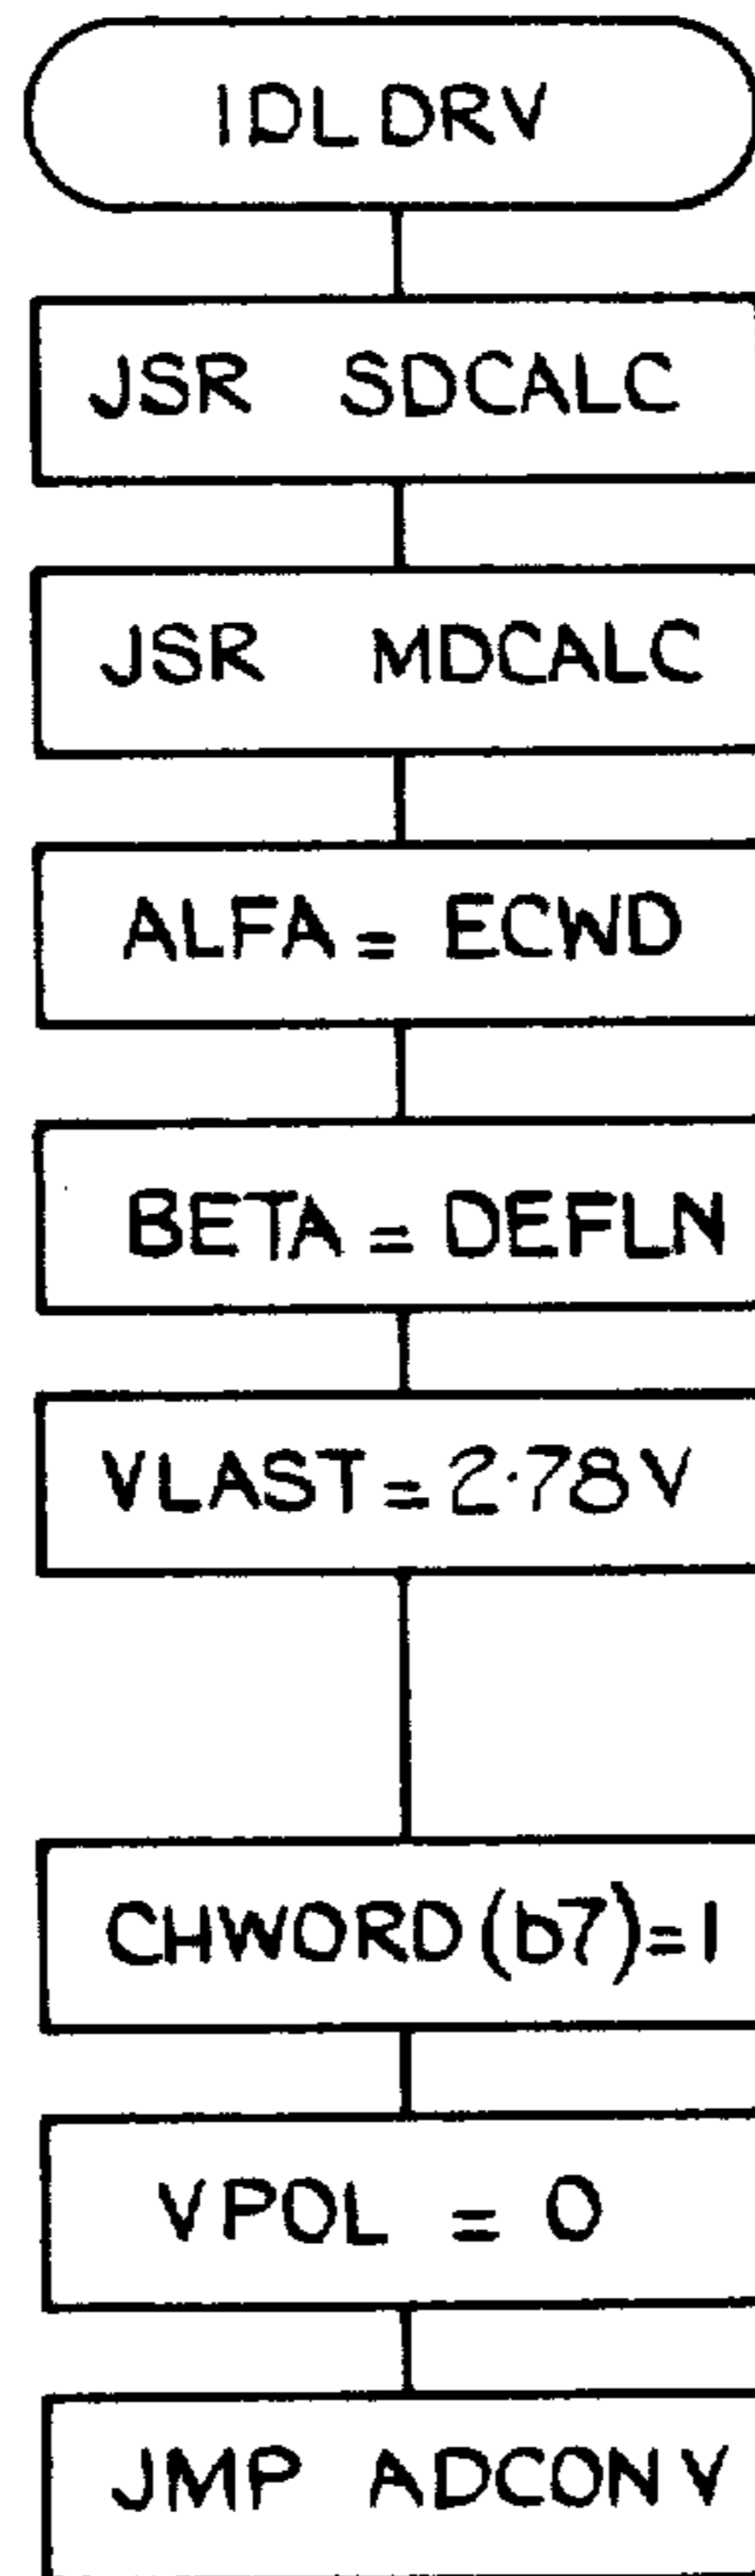 IDLDRV
JSR SDCALC
JSR MDCALC
ALFA = ECWD
BETA = DEFLN
VLAST = 2·78V
CHWORD (b7) = 1
VPOL = 0
JMP ADCONV